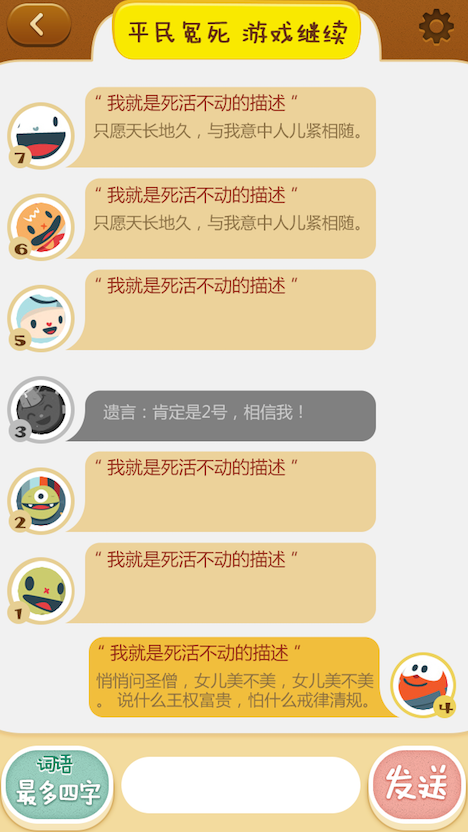 平民冤死 游戏继续
“ 我就是死活不动的描述 ”
只愿天长地久，与我意中人儿紧相随。
7
“ 我就是死活不动的描述 ”
只愿天长地久，与我意中人儿紧相随。
6
“ 我就是死活不动的描述 ”
5
遗言：肯定是2号，相信我！
3
“ 我就是死活不动的描述 ”
2
“ 我就是死活不动的描述 ”
1
“ 我就是死活不动的描述 ”
悄悄问圣僧，女儿美不美，女儿美不美
。 说什么王权富贵，怕什么戒律清规。
4
词语
最多四字
发送